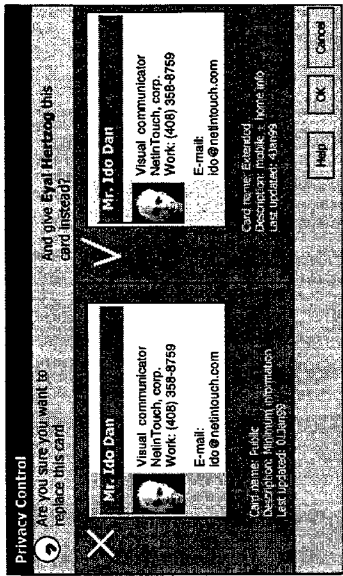 Privacy Control
Are you sure you want to
replace this card
And give Eyal Hertzog this
card instead?
Mr. Ido Dan
Visual communicator
NetinTouch, corp.
Work: (408) 358-8759
E-mail:
ido@netintouch.com
Card name: Public
Description: Minimum information
Last updated: 01Jan99
Mr. Ido Dan
Visual communicator
NetinTouch, corp.
Work: (408) 358-8759
E-mail:
ido@netintouch.com
Card name: Extended
Description: mobile + home info
Last updated: 4Jan99
Help
OK
Cancel